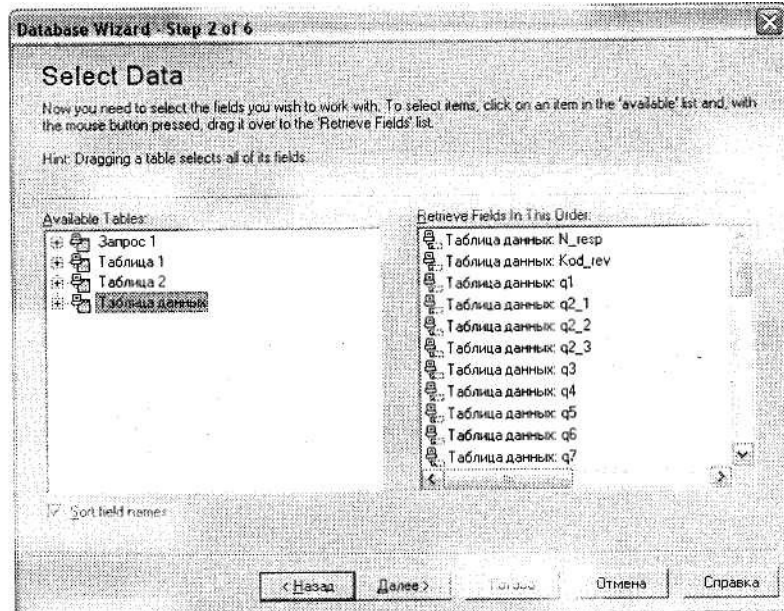 Database Wizard - Step 2 of 6
Select Data
Now you need to select the fields you wish to work with. To select items, click on an item in the 'available' list and, with
the mouse button pressed, drag it over to the 'Retrieve Fields' list.
Hint: Dragging a table selects all of its fields.
Available Tables:
Запрос 1
Таблица 1
Таблица 2
Таблица данных
Sort field names
Retrieve Fields In This Order:
Таблица данных: N_resp
Таблица данных: Kod_rev
Таблица данных: q1
Таблица данных: q2_1
Таблица данных: q2_2
Таблица данных: q2_3
Таблица данных: q3
Таблица данных: q4
Таблица данных: q5
Таблица данных: q6
Таблица данных: q7
< Назад Далее > Готово Отмена Справка